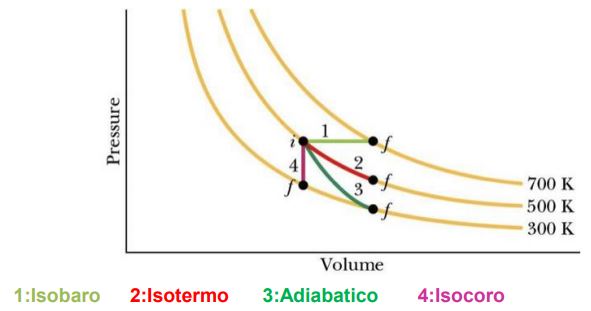 Pressure
i
1
f
4
2
f
3
f
f
700 K
500 K
300 K
Volume
1:Isobaro 2:Isotermo 3:Adiabatico 4:Isocoro